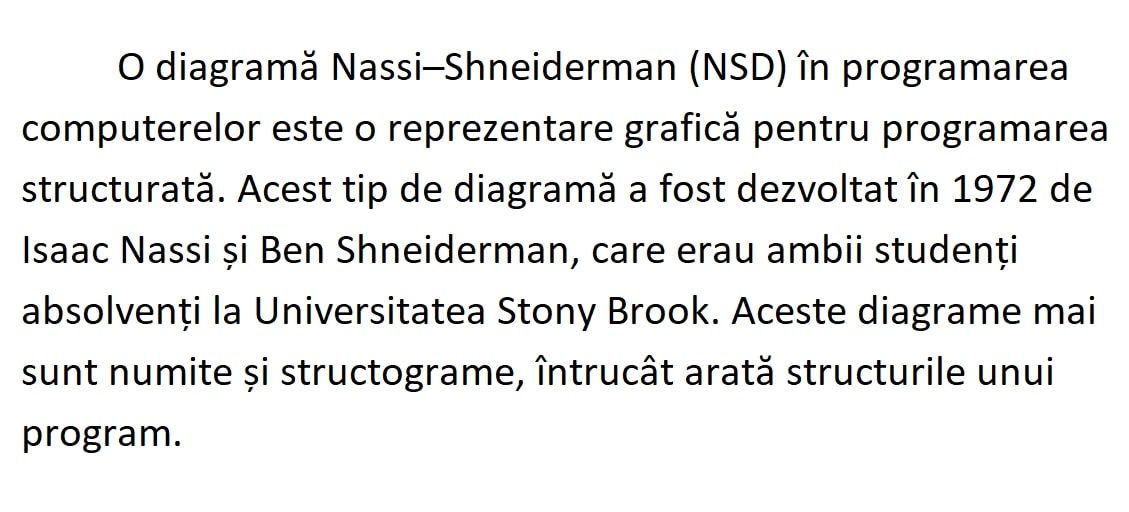 O diagramă Nassi–Shneiderman (NSD) în programarea
computerelor este o reprezentare grafică pentru programarea
structurată. Acest tip de diagramă a fost dezvoltat în 1972 de
Isaac Nassi și Ben Shneiderman, care erau ambii studenți
absolvenți la Universitatea Stony Brook. Aceste diagrame mai
sunt numite și structograme, întrucât arată structurile unui
program.